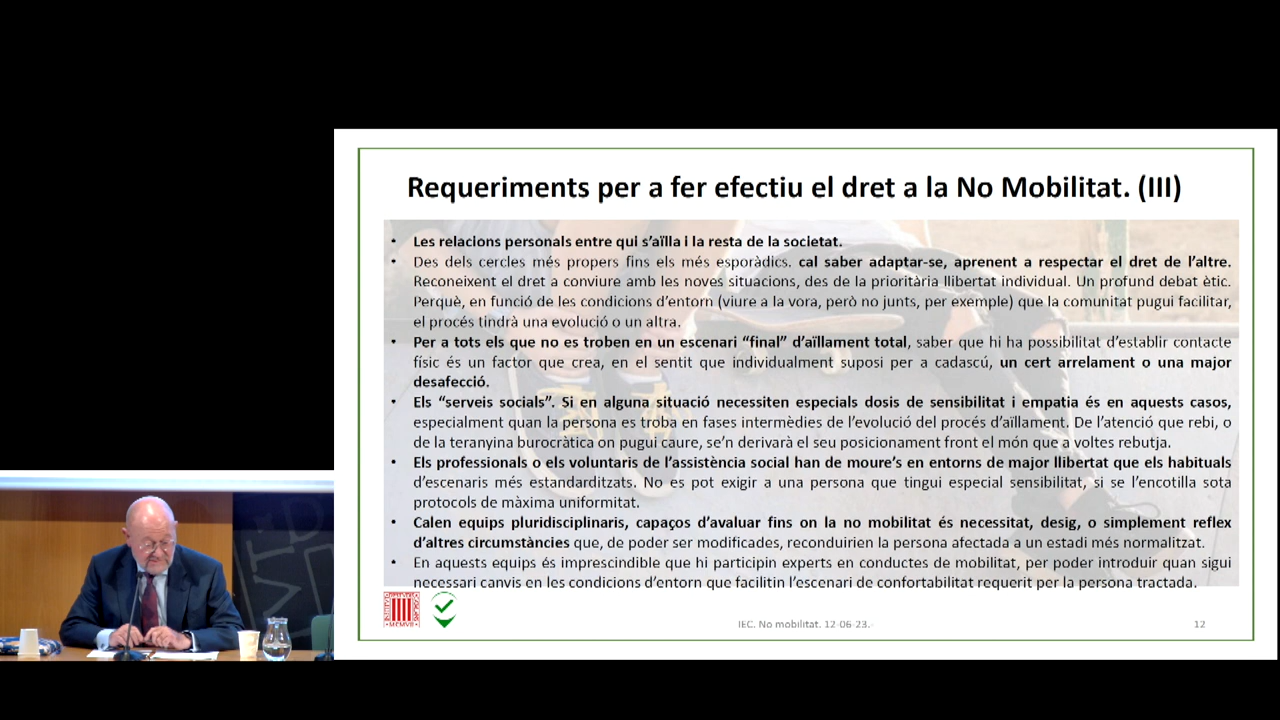 Requeriments per a fer efectiu el dret a la No Mobilitat. (III)
• Les relacions personals entre qui s'aïlla i la resta de la societat.
• Des dels cercles més propers fins els més esporàdics. cal saber adaptar-se, aprenent a respectar el dret de l'altre.
Reconeixent el dret a conviure amb les noves situacions, des de la prioritària llibertat individual. Un profund debat ètic.
Perquè, en funció de les condicions d'entorn (viure a la vora, però no junts, per exemple) que la comunitat pugui facilitar,
el procés tindrà una evolució o un altra.
• Per a tots els que no es troben en un escenari “final” d'aïllament total, saber que hi ha possibilitat d'establir contacte
físic és un factor que crea, en el sentit que individualment suposi per a cadascú, un cert arrelament o una major
desafecció.
• Els “serveis socials”. Si en alguna situació necessiten especials dosis de sensibilitat i empatia és en aquests casos,
especialment quan la persona es troba en fases intermèdies de l'evolució del procés d'aïllament. De l'atenció que rebi, o
de la teranyina burocràtica on pugui caure, se'n derivarà el seu posicionament front el món que a voltes rebutja.
• Els professionals o els voluntaris de l'assistència social han de moure's en entorns de major llibertat que els habituals
d'escenaris més estandarditzats. No es pot exigir a una persona que tingui especial sensibilitat, si se l'encotilla sota
protocols de màxima uniformitat.
• Calen equips pluridisciplinaris, capaços d'avaluar fins on la no mobilitat és necessitat, desig, o simplement reflex
d'altres circumstàncies que, de poder ser modificades, reconduirien la persona afectada a un estadi més normalitzat.
• En aquests equips és imprescindible que hi participin experts en conductes de mobilitat, per poder introduir quan sigui
necessari canvis en les condicions d'entorn que facilitin l'escenari de confortabilitat requerit per la persona tractada.
IEC. No mobilitat. 12-06-23.-
12